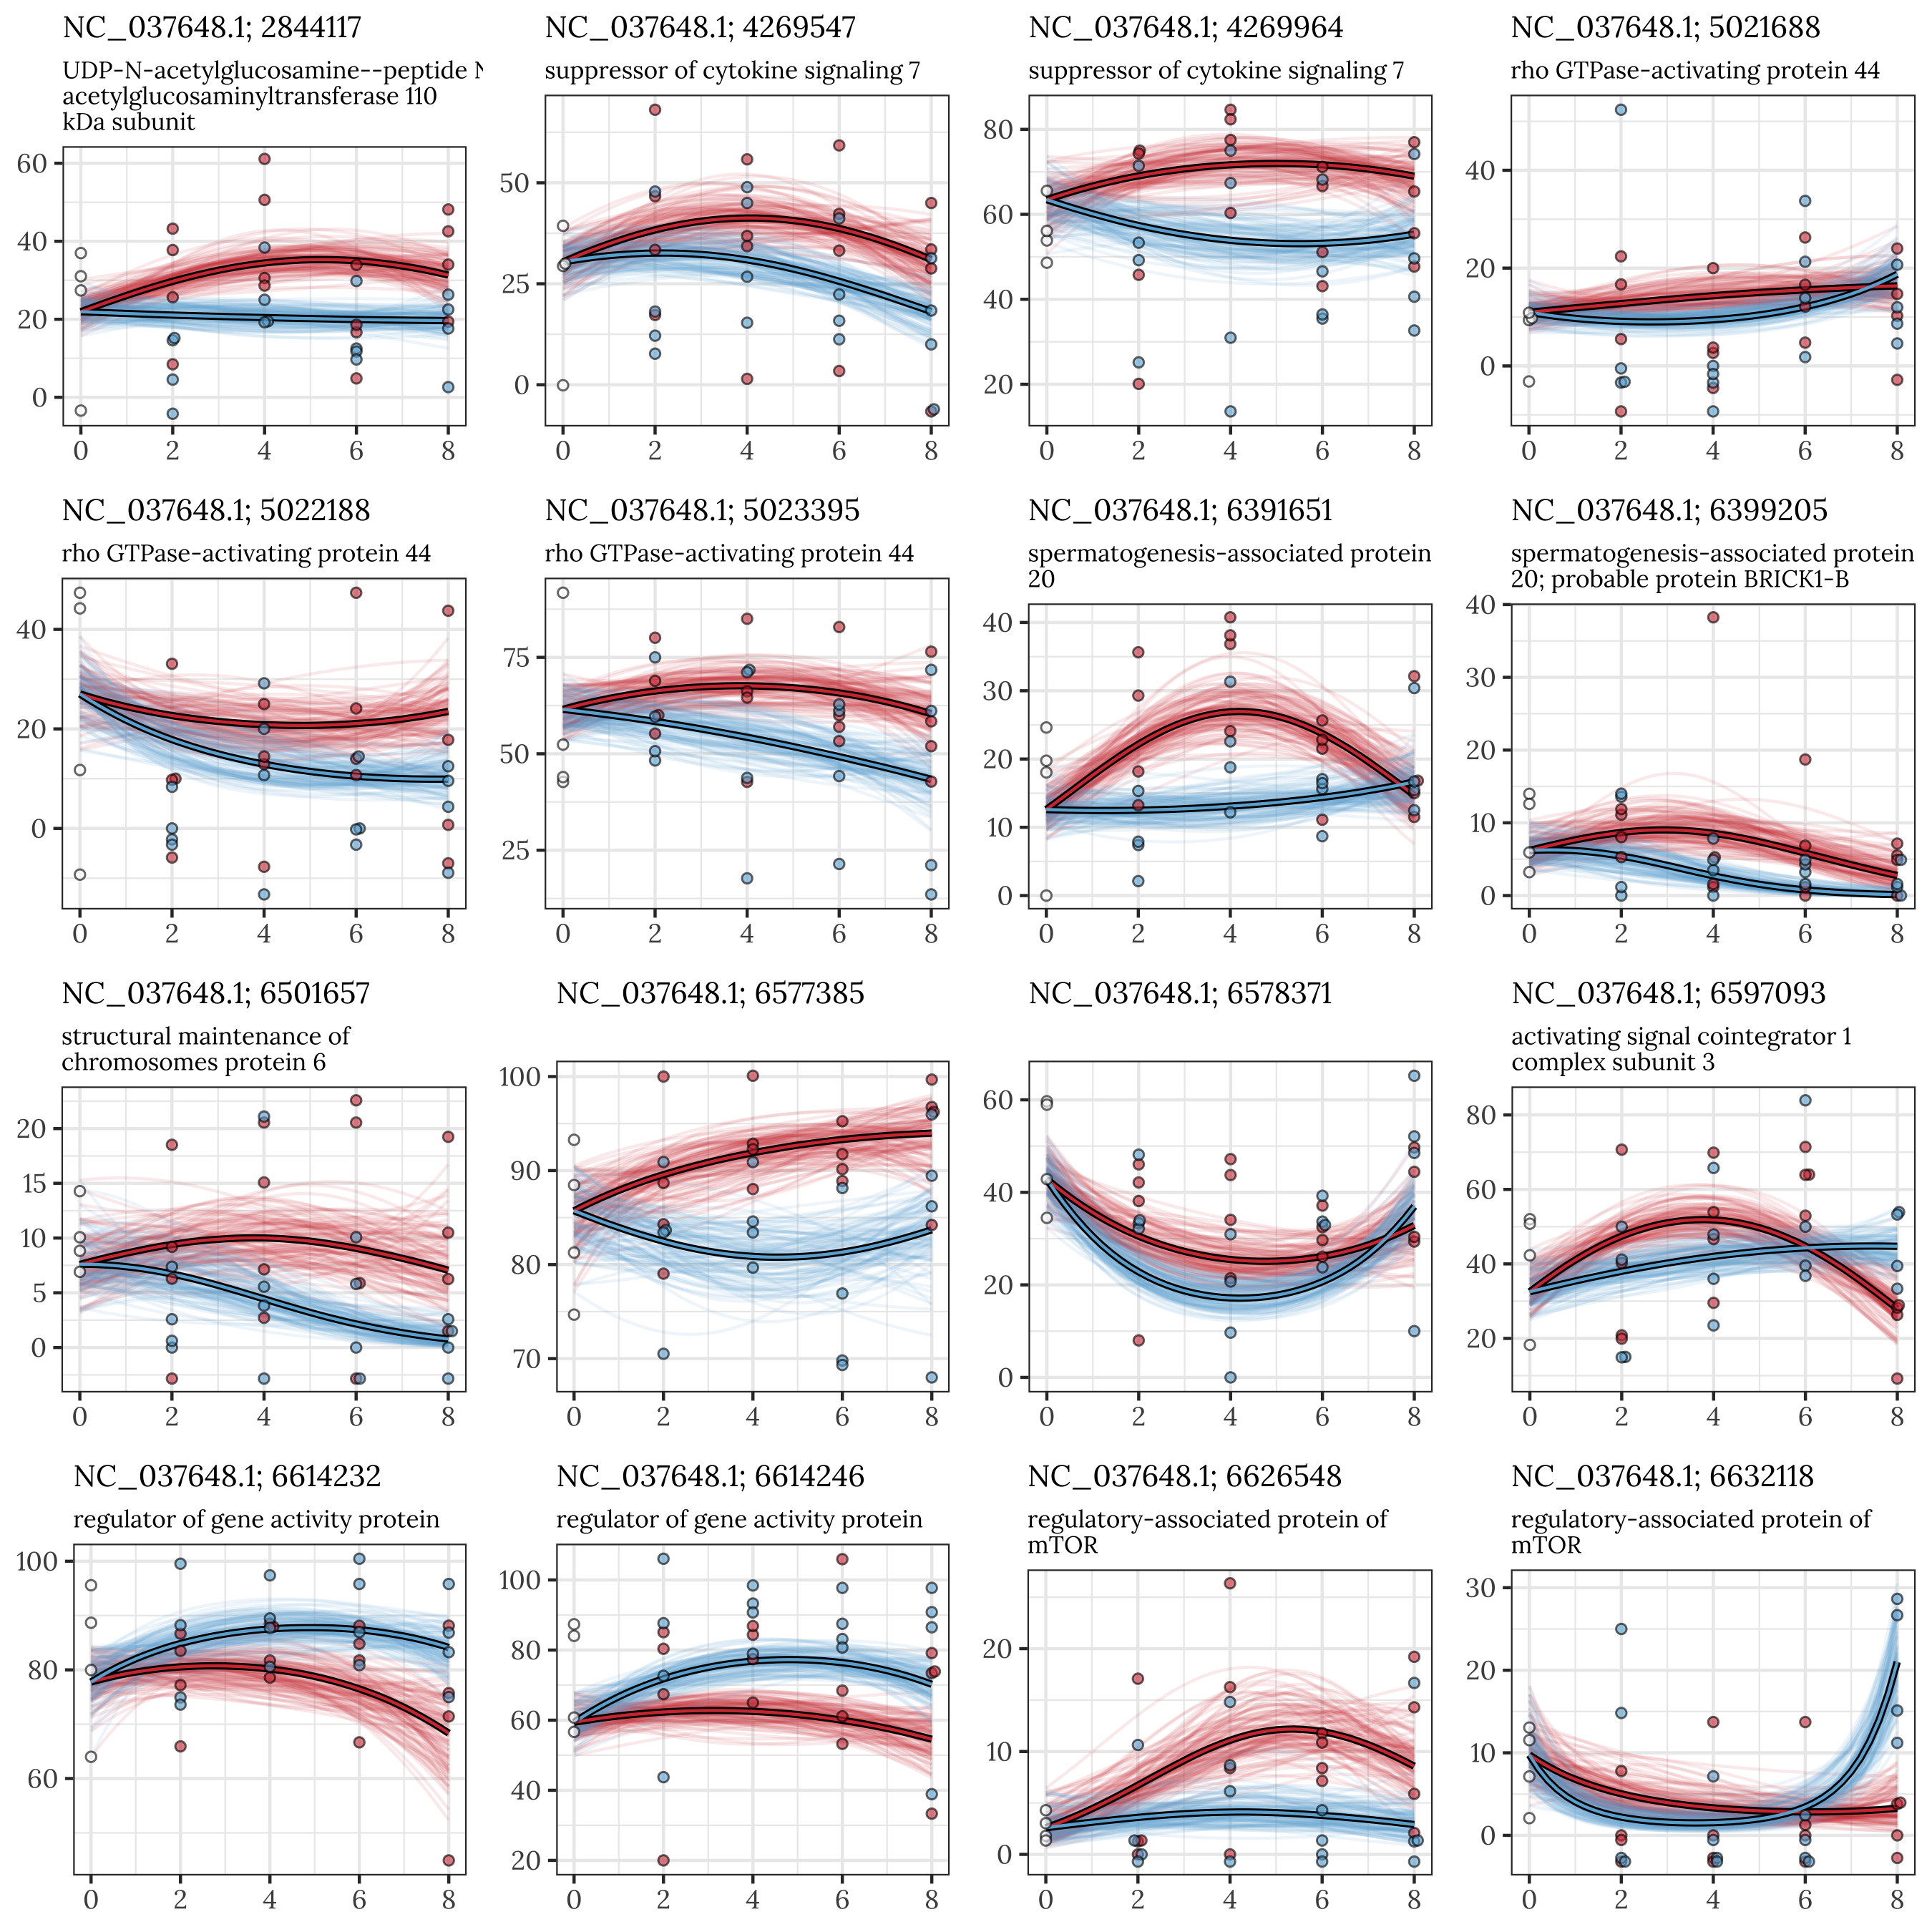 NC_037648.1; 2844117
UDP-N-acetylglucosamine--peptide
acetylglucosaminyltransferase 110
kDa subunit
60
40
20
0
0 2 4 6 8
NC_037648.1; 4269547
suppressor of cytokine signaling 7
50
25
0
0 2 4 6 8
NC_037648.1; 4269964
suppressor of cytokine signaling 7
80
60
40
20
0 2 4 6 8
NC_037648.1; 5021688
rho GTPase-activating protein 44
40
20
0
0 2 4 6 8
NC_037648.1; 5022188
rho GTPase-activating protein 44
40
20
0
0 2 4 6 8
NC_037648.1; 5023395
rho GTPase-activating protein 44
75
50
25
0 2 4 6 8
NC_037648.1; 6391651
spermatogenesis-associated protein
20
40
30
20
10
0
0 2 4 6 8
NC_037648.1; 6399205
spermatogenesis-associated protein
20; probable protein BRICK1-B
40
30
20
10
0
0 2 4 6 8
NC_037648.1; 6501657
structural maintenance of
chromosomes protein 6
20
15
10
5
0
0 2 4 6 8
NC_037648.1; 6577385
100
90
80
70
0 2 4 6 8
NC_037648.1; 6578371
60
40
20
0
0 2 4 6 8
NC_037648.1; 6597093
activating signal cointegrator 1
complex subunit 3
80
60
40
20
0 2 4 6 8
NC_037648.1; 6614232
regulator of gene activity protein
100
80
60
0 2 4 6 8
NC_037648.1; 6614246
regulator of gene activity protein
100
80
60
40
20
0 2 4 6 8
NC_037648.1; 6626548
regulatory-associated protein of
mTOR
20
10
0
0 2 4 6 8
NC_037648.1; 6632118
regulatory-associated protein of
mTOR
30
20
10
0
0 2 4 6 8